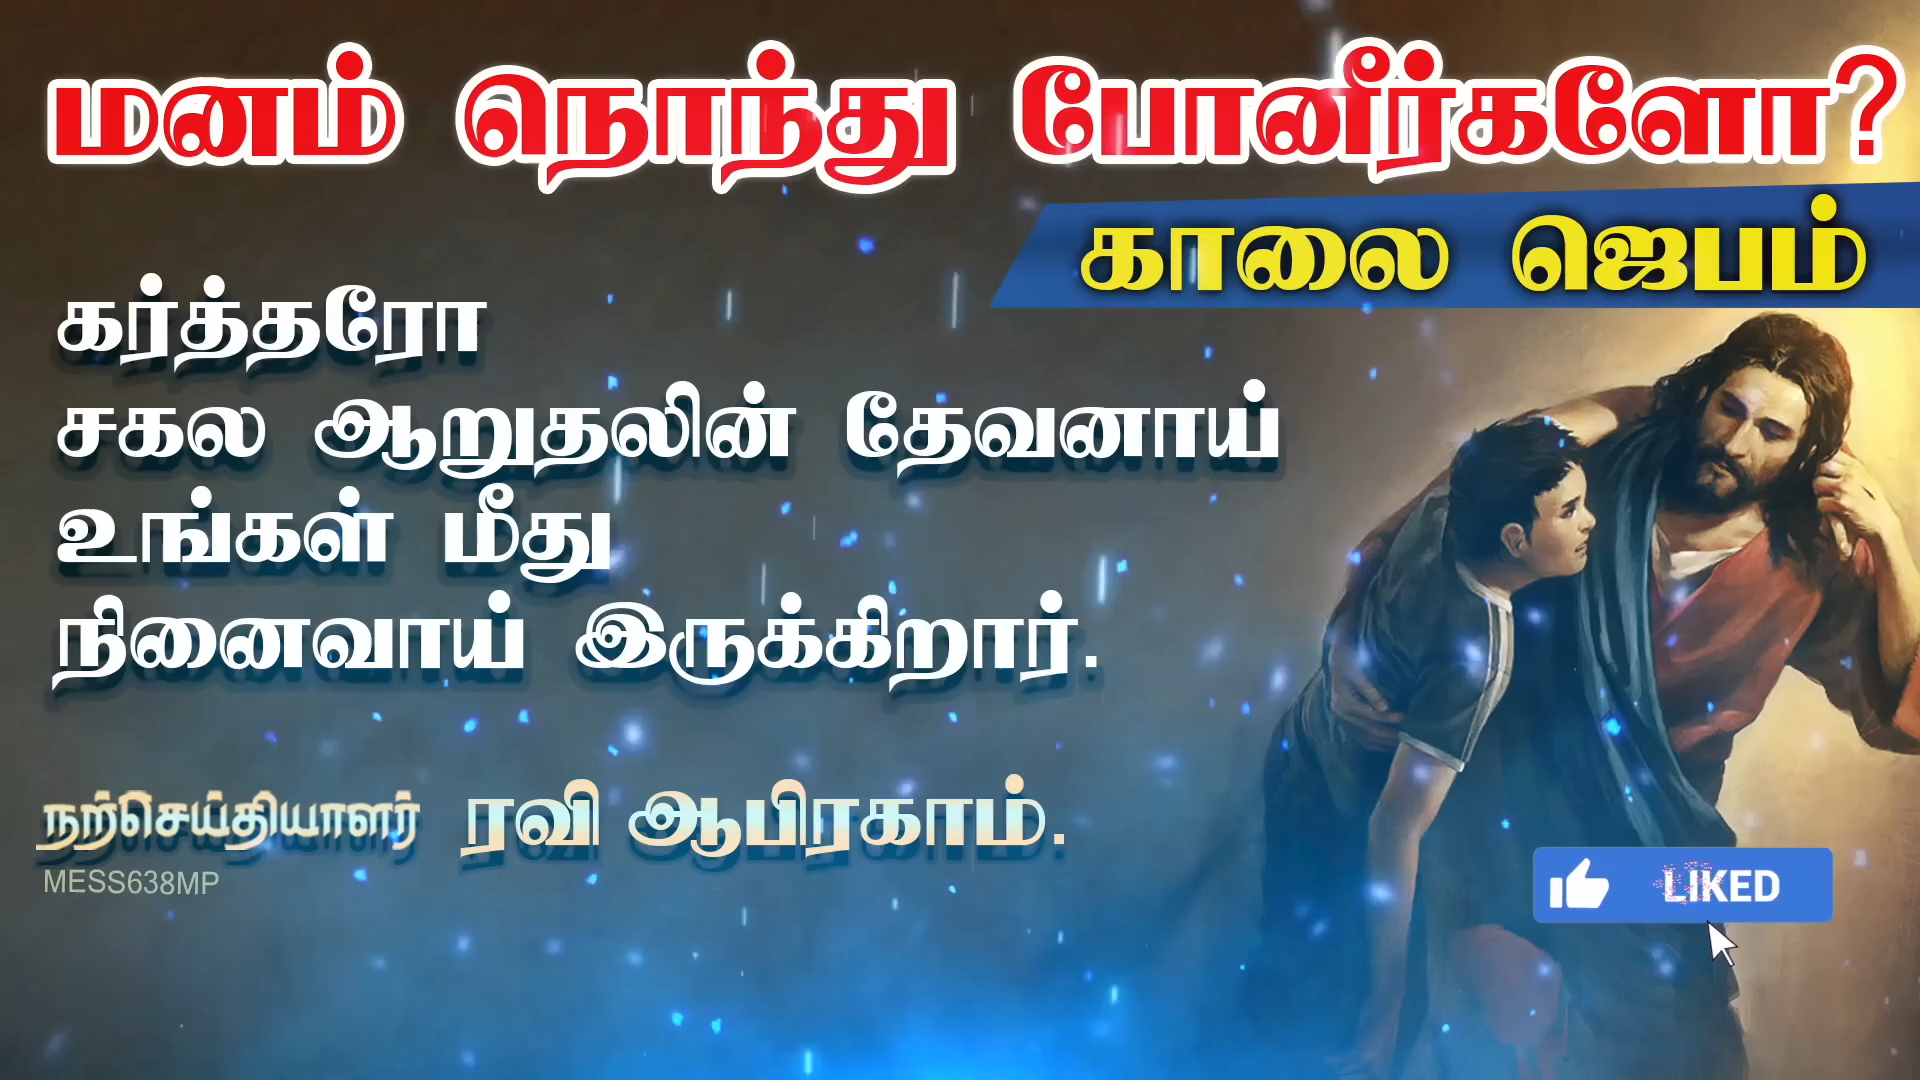 மனம் நொந்து போனீர்களோ?
காலை ஜெபம்
கர்த்தரோ
சகல ஆறுதலின் தேவனாய்
உங்கள் மீது
நினைவாய் இருக்கிறார்.
நற்செய்தியாளர் ரவி ஆபிரகாம்.
MESS638MP
LIKED